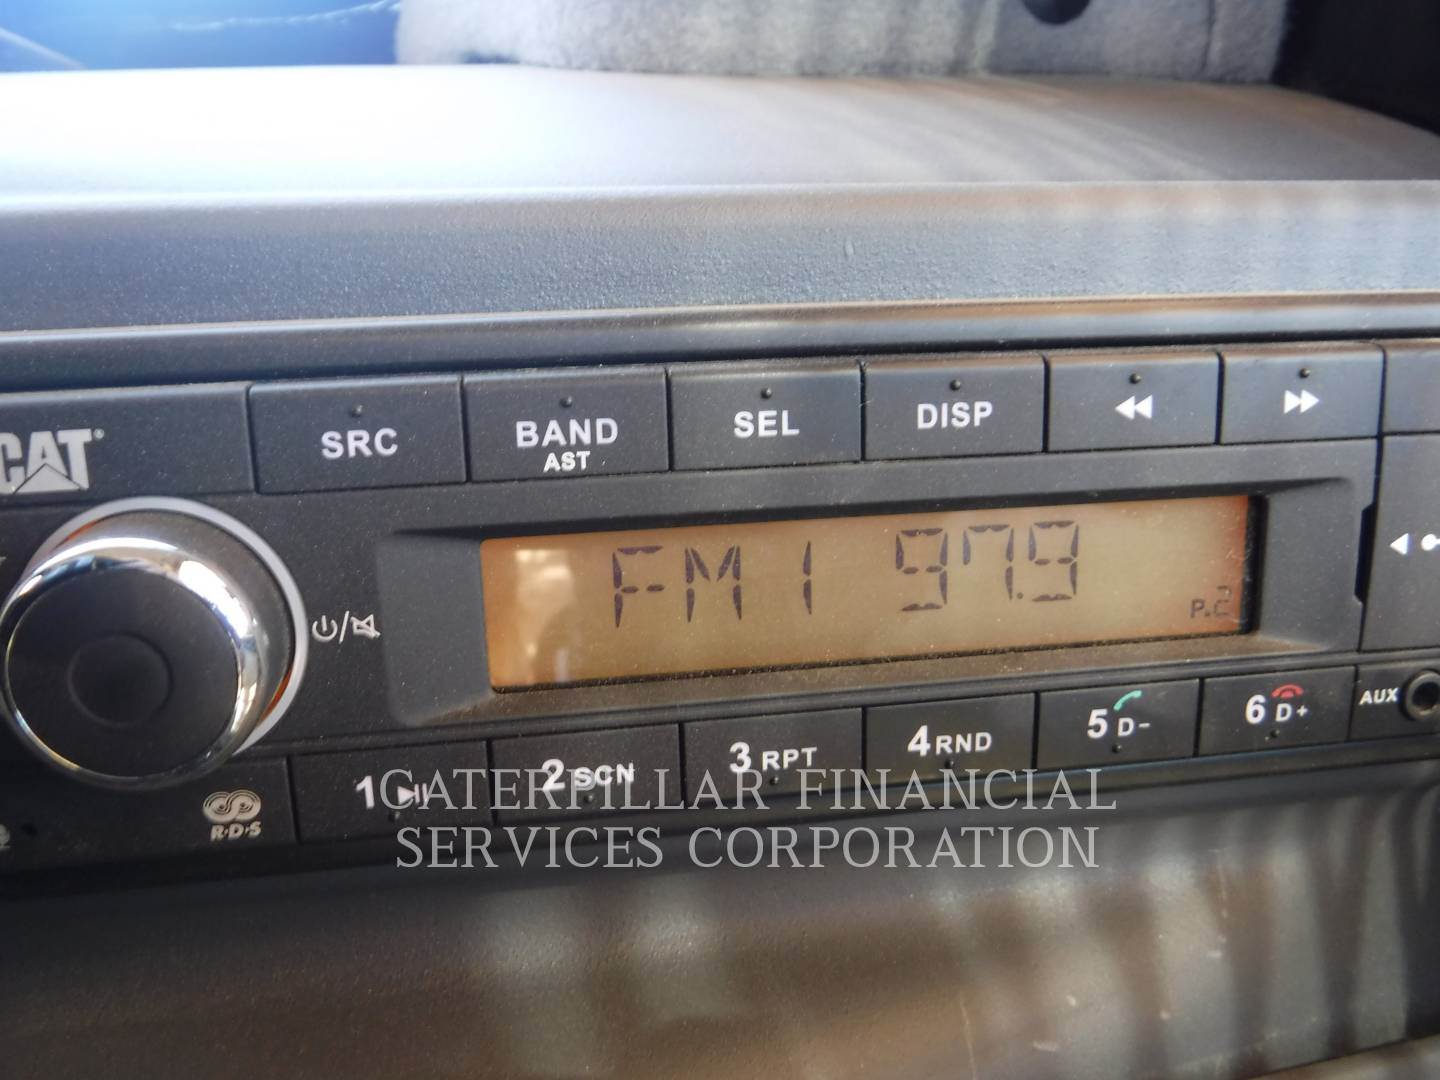 SRC
BAND
AST
SEL
DISP
CAT
FM1 97.9
P.2
AUX
1
2 SCN
3 RPT
4 RND
5 D-
6 D+
R·D·S
CATERPILLAR FINANCIAL
SERVICES CORPORATION